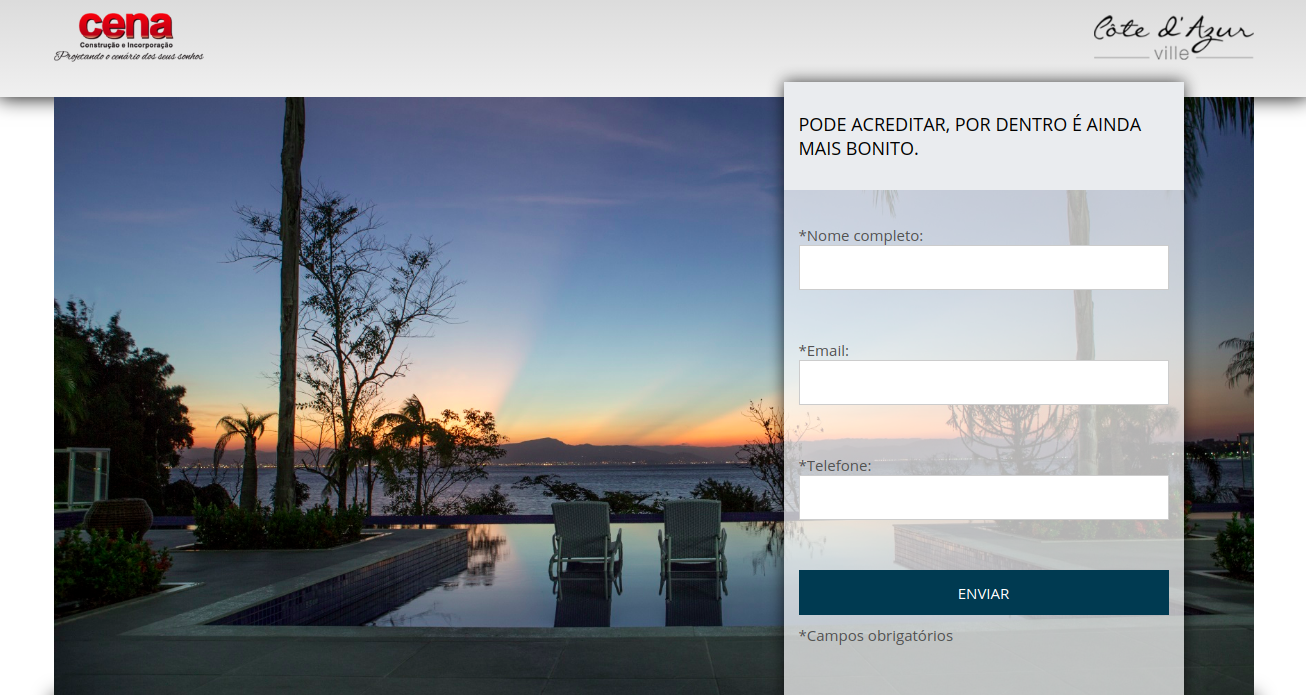 cena
Construção e Incorporação
Projetando o cenário dos seus sonhos
Côte d'Azur
ville
PODE ACREDITAR, POR DENTRO É AINDA
MAIS BONITO.
*Nome completo:
*Email:
*Telefone:
ENVIAR
*Campos obrigatórios